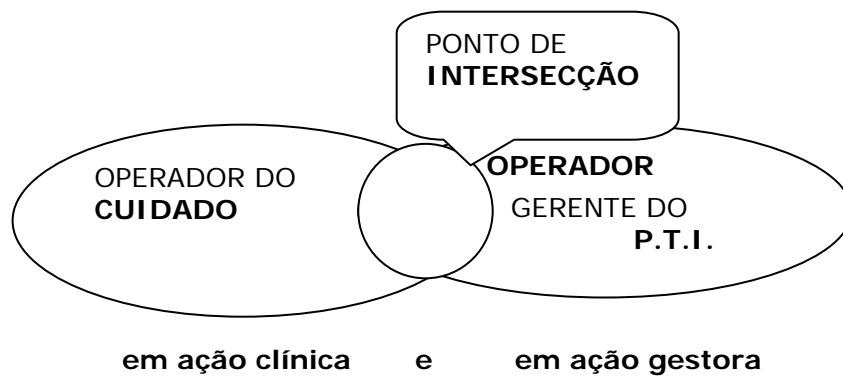 PONTO DE
INTERSECÇÃO
OPERADOR DO
CUIDADO
OPERADOR
GERENTE DO
P.T.I.
em ação clínica e em ação gestora